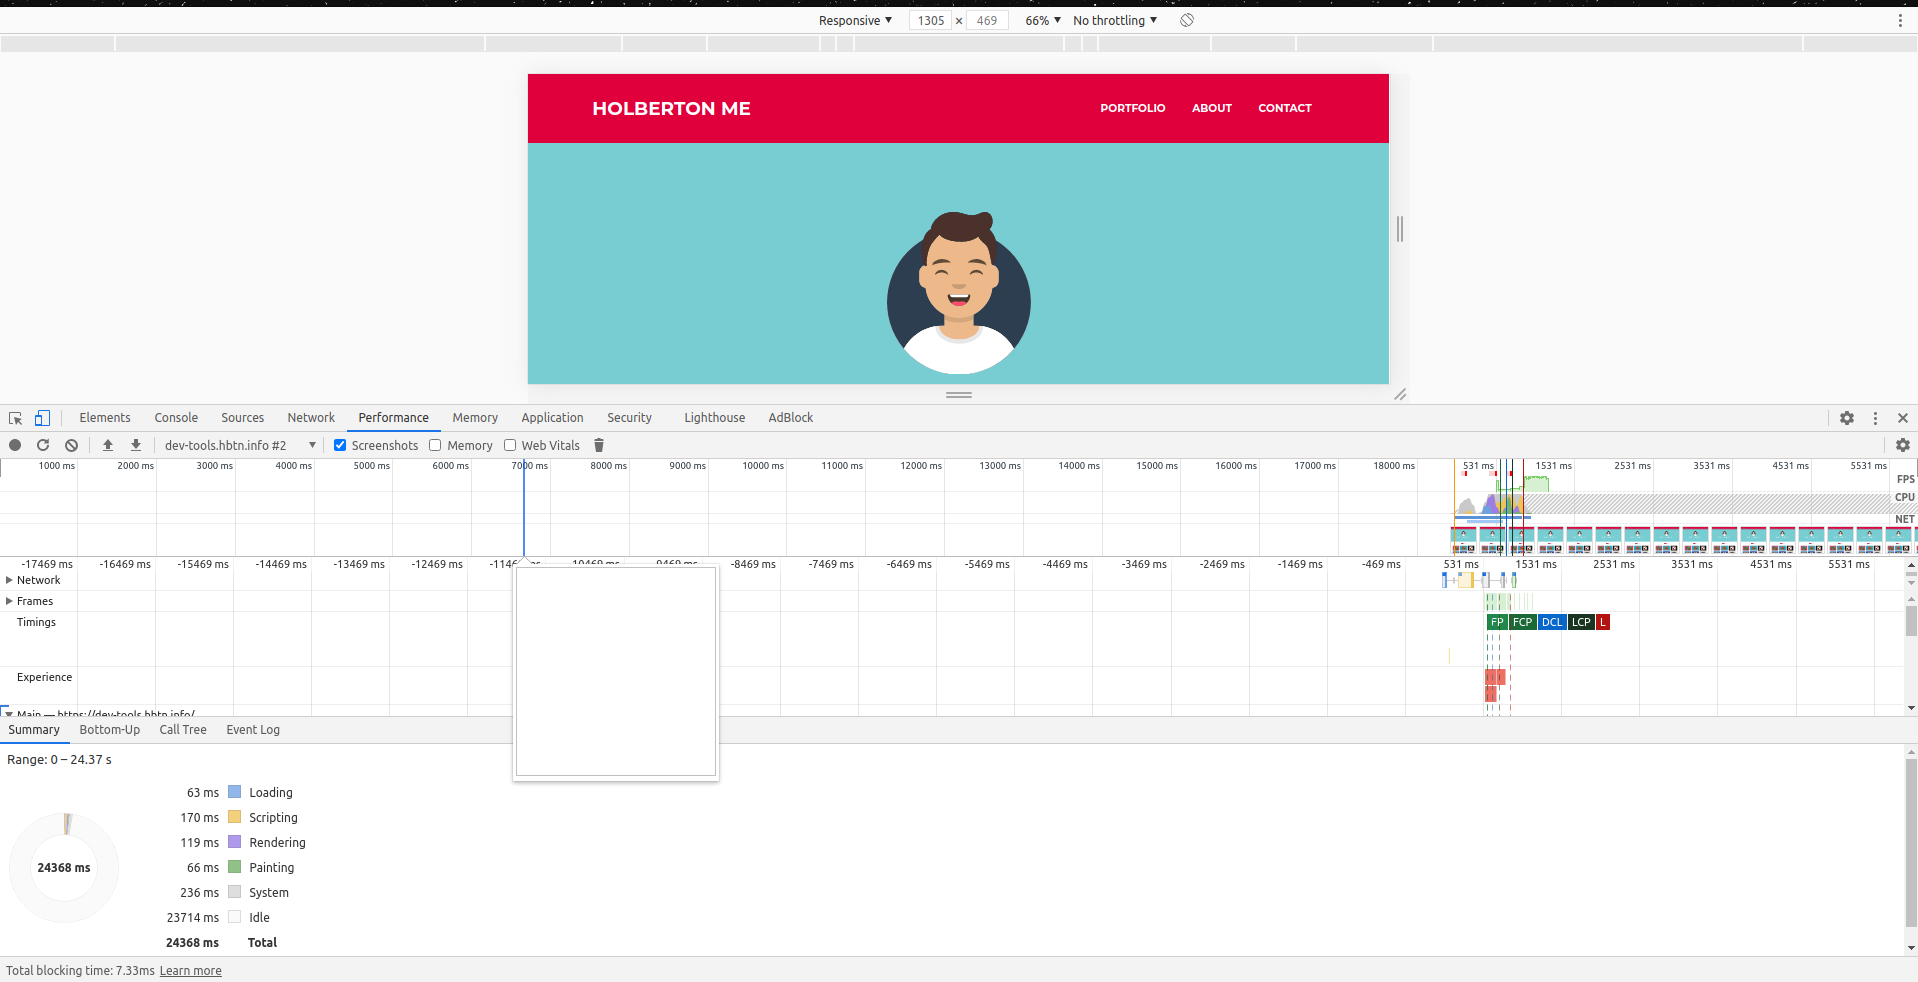 Responsive ▼ 1305 × 469 66% ▼ No throttling ▼
HOLBERTON ME PORTFOLIO ABOUT CONTACT
Elements Console Sources Network Performance Memory Application Security Lighthouse AdBlock
dev-tools.hbtn.info #2 ▼ Screenshots Memory Web Vitals
1000 ms 2000 ms 3000 ms 4000 ms 5000 ms 6000 ms 7000 ms 8000 ms 9000 ms 10000 ms 11000 ms 12000 ms 13000 ms 14000 ms 15000 ms 16000 ms 17000 ms 18000 ms 531 ms 1531 ms 2531 ms 3531 ms 4531 ms 5531 ms
FPS
CPU
NET
-17469 ms -16469 ms -15469 ms -14469 ms -13469 ms -12469 ms -8469 ms -7469 ms -6469 ms -5469 ms -4469 ms -3469 ms -2469 ms -1469 ms -469 ms 531 ms 1531 ms 2531 ms 3531 ms 4531 ms 5531 ms
Network
Frames
Timings FP FCP DCL LCP L
Experience
Main — https://dev-tools.hbtn.info/
Summary Bottom-Up Call Tree Event Log
Range: 0 – 24.37 s
63 ms Loading
170 ms Scripting
119 ms Rendering
66 ms Painting
236 ms System
23714 ms Idle
24368 ms Total
24368 ms
Total blocking time: 7.33ms Learn more